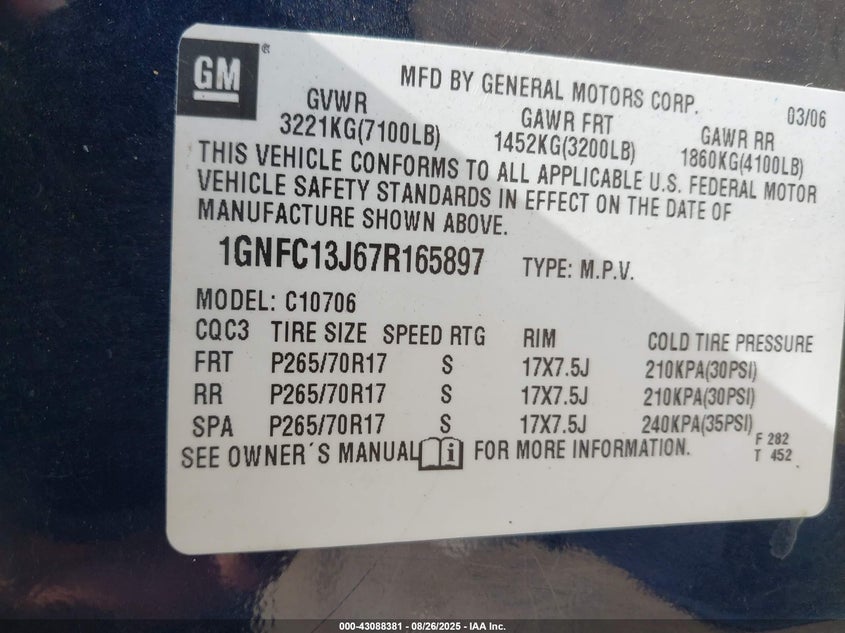 GM ®
MFD BY GENERAL MOTORS CORP. 03/06
GVWR GAWR FRT GAWR RR
3221KG(7100LB) 1452KG(3200LB) 1860KG(4100LB)
THIS VEHICLE CONFORMS TO ALL APPLICABLE U.S. FEDERAL MOTOR
VEHICLE SAFETY STANDARDS IN EFFECT ON THE DATE OF
MANUFACTURE SHOWN ABOVE.
1GNFC13J67R165897 TYPE: M.P.V.
MODEL: C10706
CQC3 TIRE SIZE SPEED RTG RIM COLD TIRE PRESSURE
FRT P265/70R17 S 17X7.5J 210KPA(30PSI)
RR P265/70R17 S 17X7.5J 210KPA(30PSI)
SPA P265/70R17 S 17X7.5J 240KPA(35PSI)
SEE OWNER´S MANUAL i FOR MORE INFORMATION.
F 282
T 452
000-43088381 - 08/26/2025 - IAA Inc.